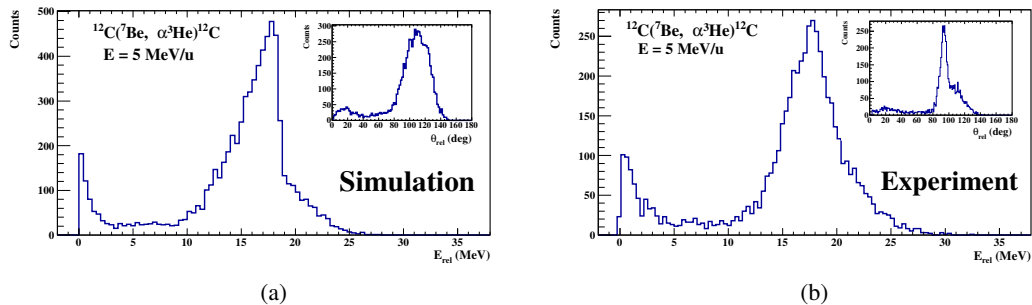 Counts
500
400
300
200
100
0
0
5
10
15
20
25
30
35
E_rel (MeV)
¹²C(⁷Be, α³He)¹²C
E = 5 MeV/u
Simulation
Counts
300
250
200
150
100
50
0
0 20 40 60 80 100 120 140 160 180
θ_rel (deg)
(a)
Counts
250
200
150
100
50
0
0
5
10
15
20
25
30
35
E_rel (MeV)
¹²C(⁷Be, α³He)¹²C
E = 5 MeV/u
Experiment
Counts
250
200
150
100
50
0
0 20 40 60 80 100 120 140 160 180
θ_rel (deg)
(b)